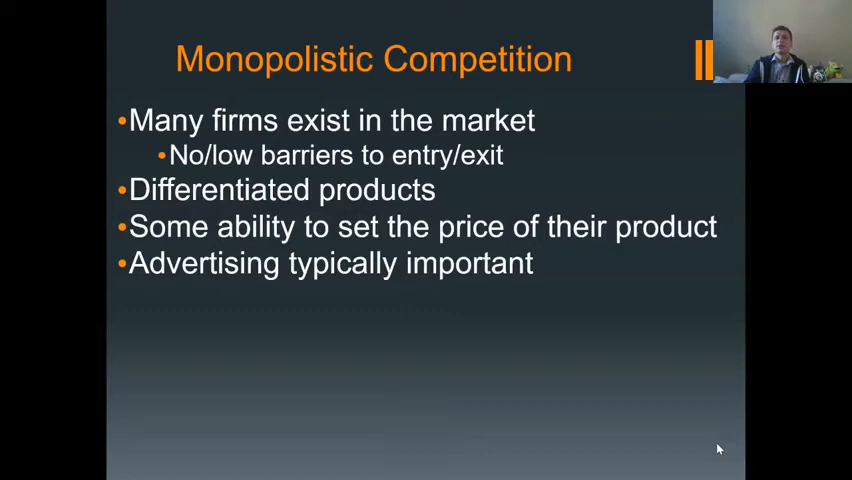 Monopolistic Competition
•Many firms exist in the market
•No/low barriers to entry/exit
•Differentiated products
•Some ability to set the price of their product
•Advertising typically important